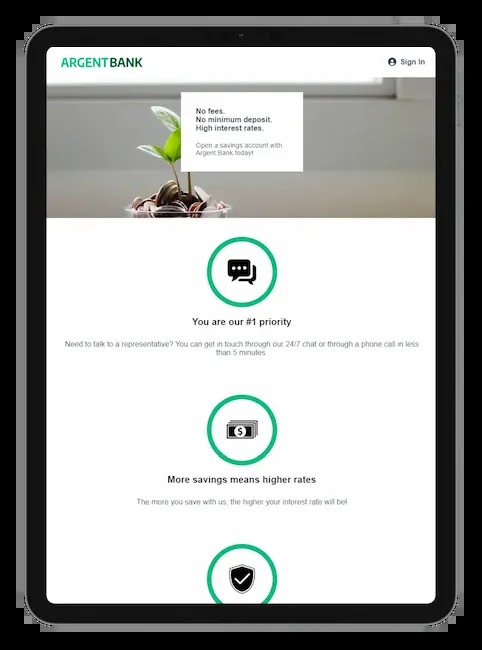 ARGENTBANK
Sign In
No fees.
No minimum deposit.
High interest rates.
Open a savings account with
Argent Bank today!
You are our #1 priority
Need to talk to a representative? You can get in touch through our 24/7 chat or through a phone call in less
than 5 minutes
$
More savings means higher rates
The more you save with us, the higher your interest rate will be!